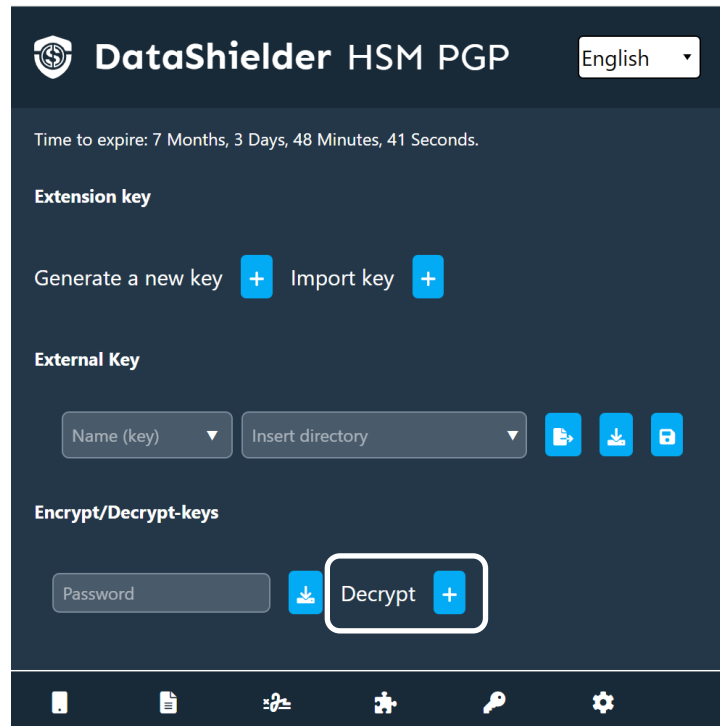 DataShielder HSM PGP
English
Time to expire: 7 Months, 3 Days, 48 Minutes, 41 Seconds.
Extension key
Generate a new key + Import key +
External Key
Name (key) Insert directory
Encrypt/Decrypt-keys
Password Decrypt +